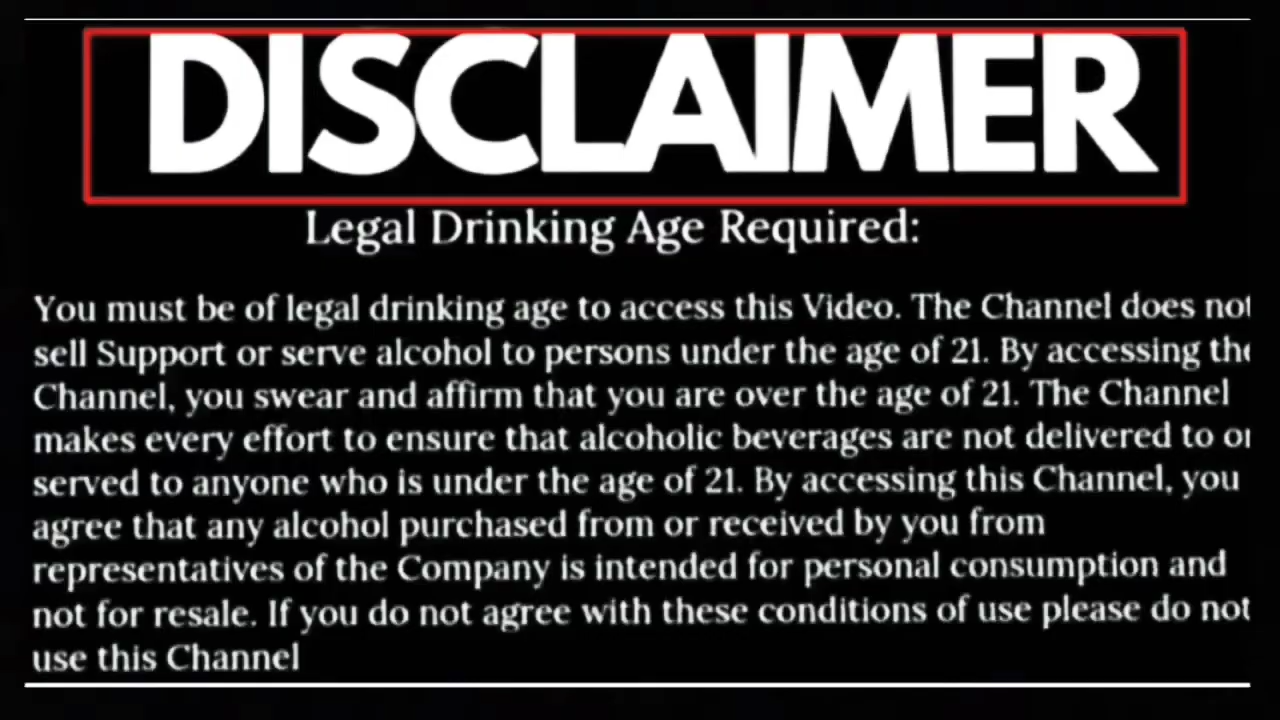 DISCLAIMER
Legal Drinking Age Required:
You must be of legal drinking age to access this Video. The Channel does not
sell Support or serve alcohol to persons under the age of 21. By accessing the
Channel, you swear and affirm that you are over the age of 21. The Channel
makes every effort to ensure that alcoholic beverages are not delivered to or
served to anyone who is under the age of 21. By accessing this Channel, you
agree that any alcohol purchased from or received by you from
representatives of the Company is intended for personal consumption and
not for resale. If you do not agree with these conditions of use please do not
use this Channel